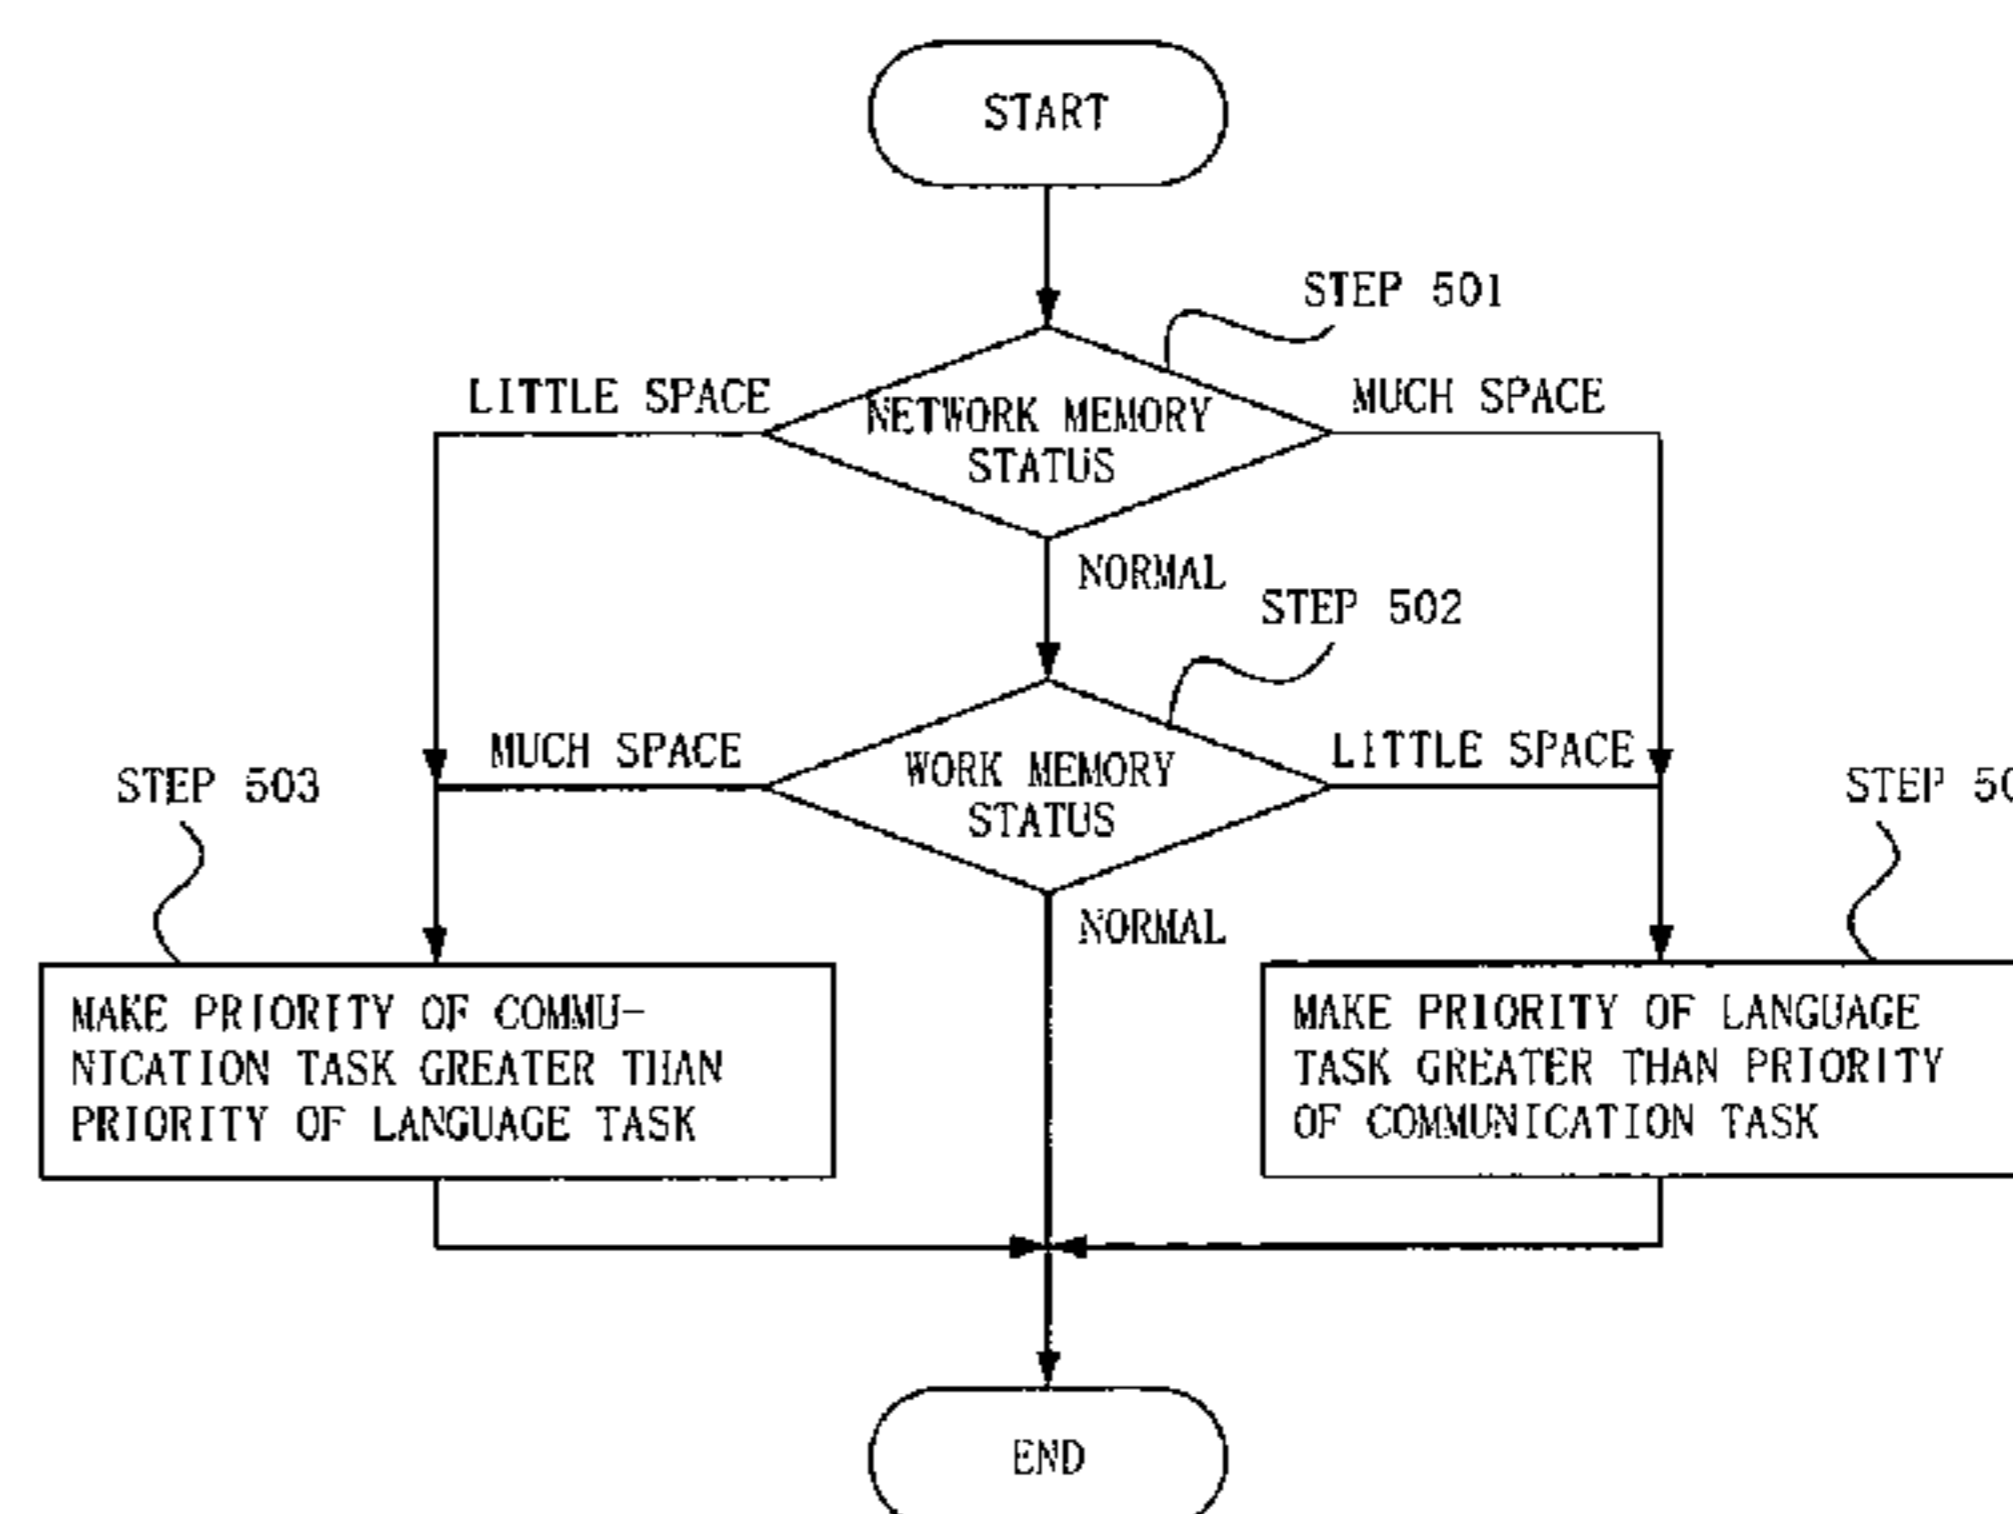 START
STEP 501
LITTLE SPACE
NETWORK MEMORY
STATUS
MUCH SPACE
NORMAL
STEP 502
MUCH SPACE
WORK MEMORY
STATUS
LITTLE SPACE
STEP 503
STEP
NORMAL
MAKE PRIORITY OF COMMU-
NICATION TASK GREATER THAN
PRIORITY OF LANGUAGE TASK
MAKE PRIORITY OF LANGUAGE
TASK GREATER THAN PRIORITY
OF COMMUNICATION TASK
END